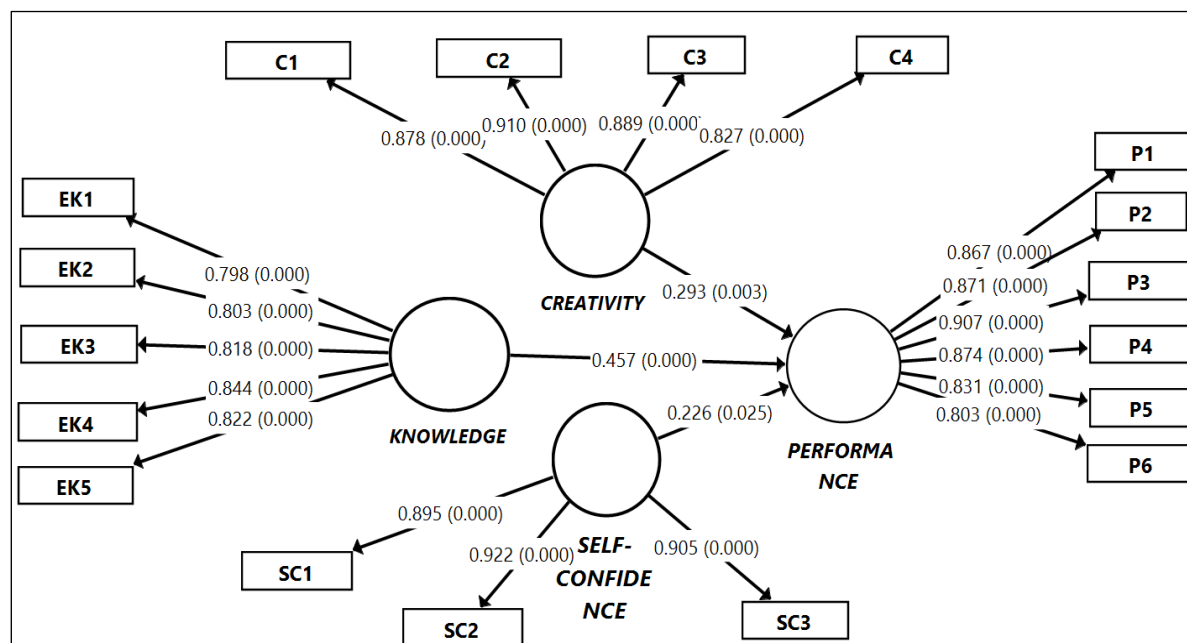 C1
C2
C3
C4
0.878 (0.000)
0.910 (0.000)
0.889 (0.000)
0.827 (0.000)
P1
P2
P3
P4
P5
P6
0.867 (0.000)
0.871 (0.000)
0.907 (0.000)
0.874 (0.000)
0.831 (0.000)
0.803 (0.000)
EK1
EK2
EK3
EK4
EK5
0.798 (0.000)
0.803 (0.000)
0.818 (0.000)
0.844 (0.000)
0.822 (0.000)
CREATIVITY
0.293 (0.003)
0.457 (0.000)
0.226 (0.025)
KNOWLEDGE
PERFORMA
NCE
SELF-
CONFIDE
NCE
0.895 (0.000)
0.922 (0.000)
0.905 (0.000)
SC1
SC2
SC3